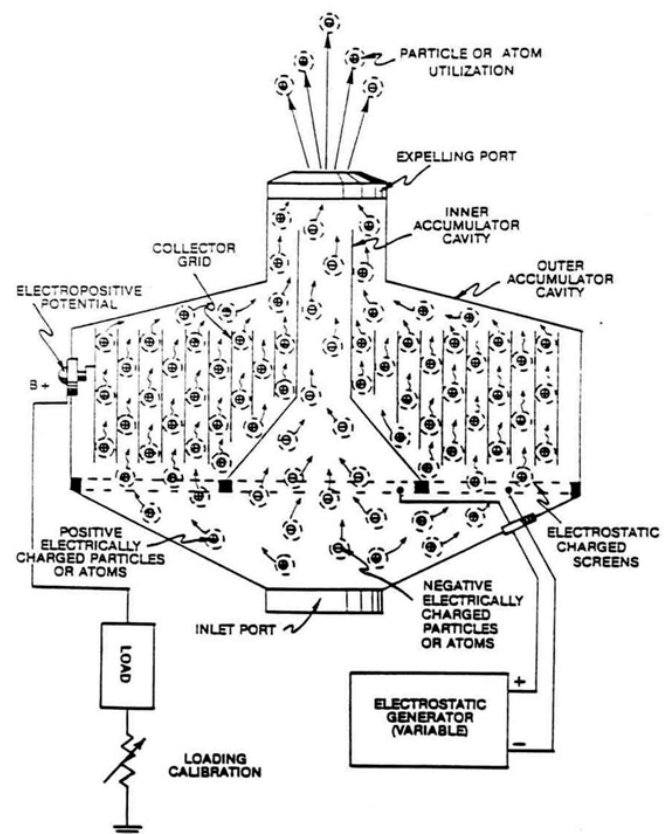 PARTICLE OR ATOM
UTILIZATION
EXPELLING PORT
INNER
ACCUMULATOR
CAVITY
COLLECTOR
GRID
OUTER
ACCUMULATOR
CAVITY
ELECTROPOSITIVE
POTENTIAL
B+
POSITIVE
ELECTRICALLY
CHARGED PARTICLES
OR ATOMS
ELECTROSTATIC
CHARGED
SCREENS
NEGATIVE
ELECTRICALLY
CHARGED
PARTICLES
OR ATOMS
INLET PORT
LOAD
ELECTROSTATIC
GENERATOR
(VARIABLE)
+
−
LOADING
CALIBRATION